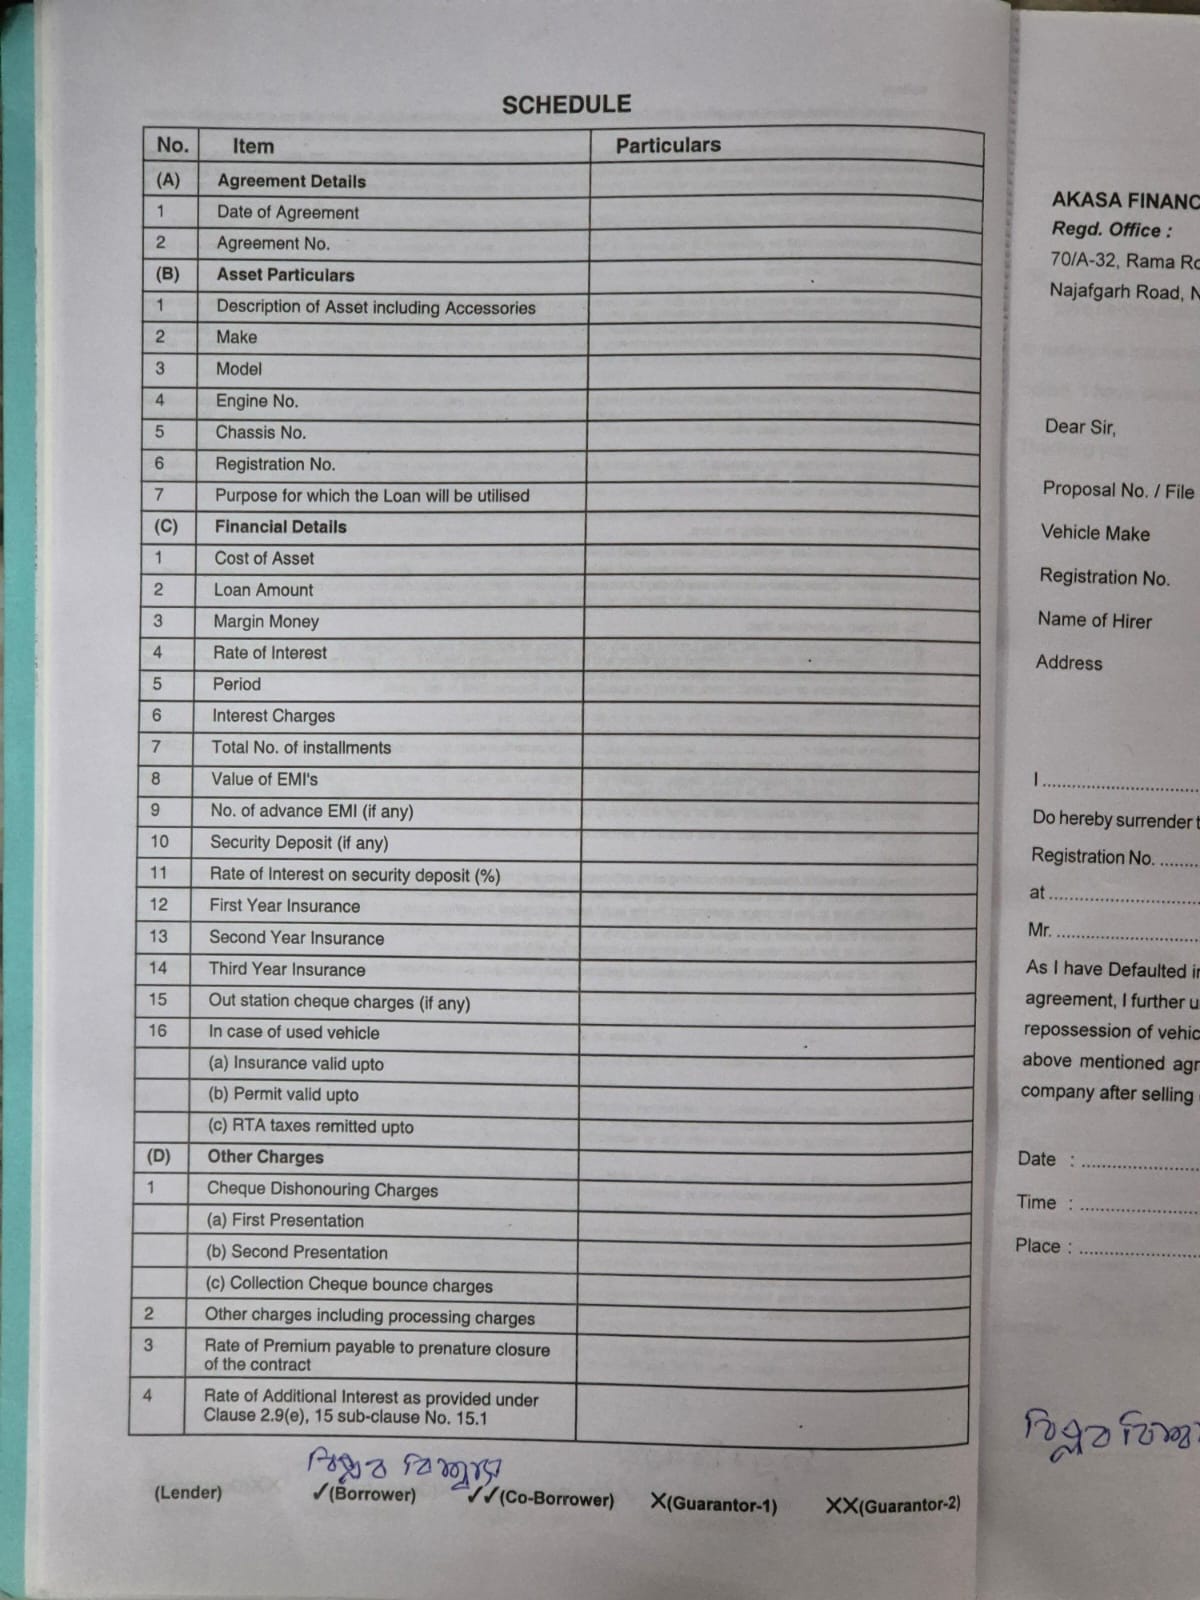 SCHEDULE
No. Item Particulars
(A) Agreement Details
1 Date of Agreement
2 Agreement No.
(B) Asset Particulars
1 Description of Asset including Accessories
2 Make
3 Model
4 Engine No.
5 Chassis No.
6 Registration No.
7 Purpose for which the Loan will be utilised
(C) Financial Details
1 Cost of Asset
2 Loan Amount
3 Margin Money
4 Rate of Interest
5 Period
6 Interest Charges
7 Total No. of installments
8 Value of EMI's
9 No. of advance EMI (if any)
10 Security Deposit (if any)
11 Rate of Interest on security deposit (%)
12 First Year Insurance
13 Second Year Insurance
14 Third Year Insurance
15 Out station cheque charges (if any)
16 In case of used vehicle
(a) Insurance valid upto
(b) Permit valid upto
(c) RTA taxes remitted upto
(D) Other Charges
1 Cheque Dishonouring Charges
(a) First Presentation
(b) Second Presentation
(c) Collection Cheque bounce charges
2 Other charges including processing charges
3 Rate of Premium payable to prenature closure
of the contract
4 Rate of Additional Interest as provided under
Clause 2.9(e), 15 sub-clause No. 15.1
(Lender) ✓(Borrower) ✓✓(Co-Borrower) X(Guarantor-1) XX(Guarantor-2)
AKASA FINANC
Regd. Office :
70/A-32, Rama Ro
Najafgarh Road, N
Dear Sir,
Proposal No. / File
Vehicle Make
Registration No.
Name of Hirer
Address
I ....................
Do hereby surrender t
Registration No. .......
at ....................
Mr. ....................
As I have Defaulted in
agreement, I further u
repossession of vehic
above mentioned agr
company after selling
Date : ....................
Time : ....................
Place : ....................